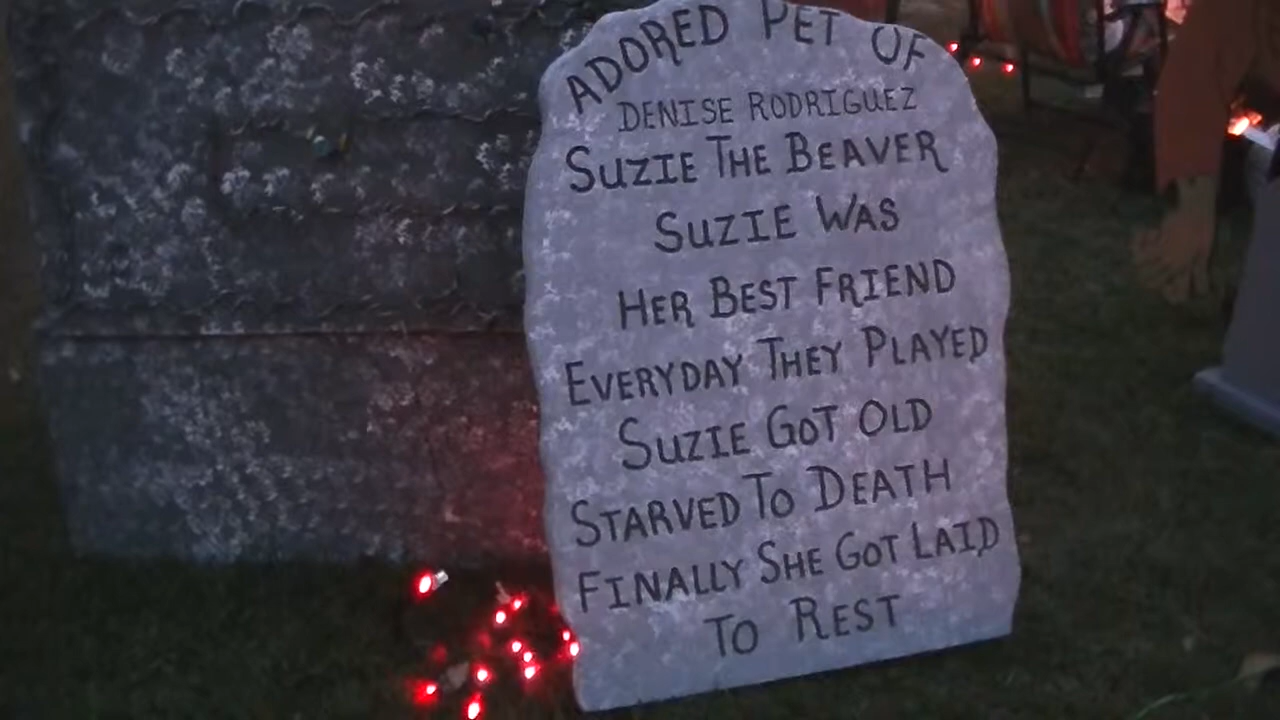 ADORED PET OF
DENISE RODRIGUEZ
SUZIE THE BEAVER
SUZIE WAS
HER BEST FRIEND
EVERYDAY THEY PLAYED
SUZIE GOT OLD
STARVED TO DEATH
FINALLY SHE GOT LAID
TO REST